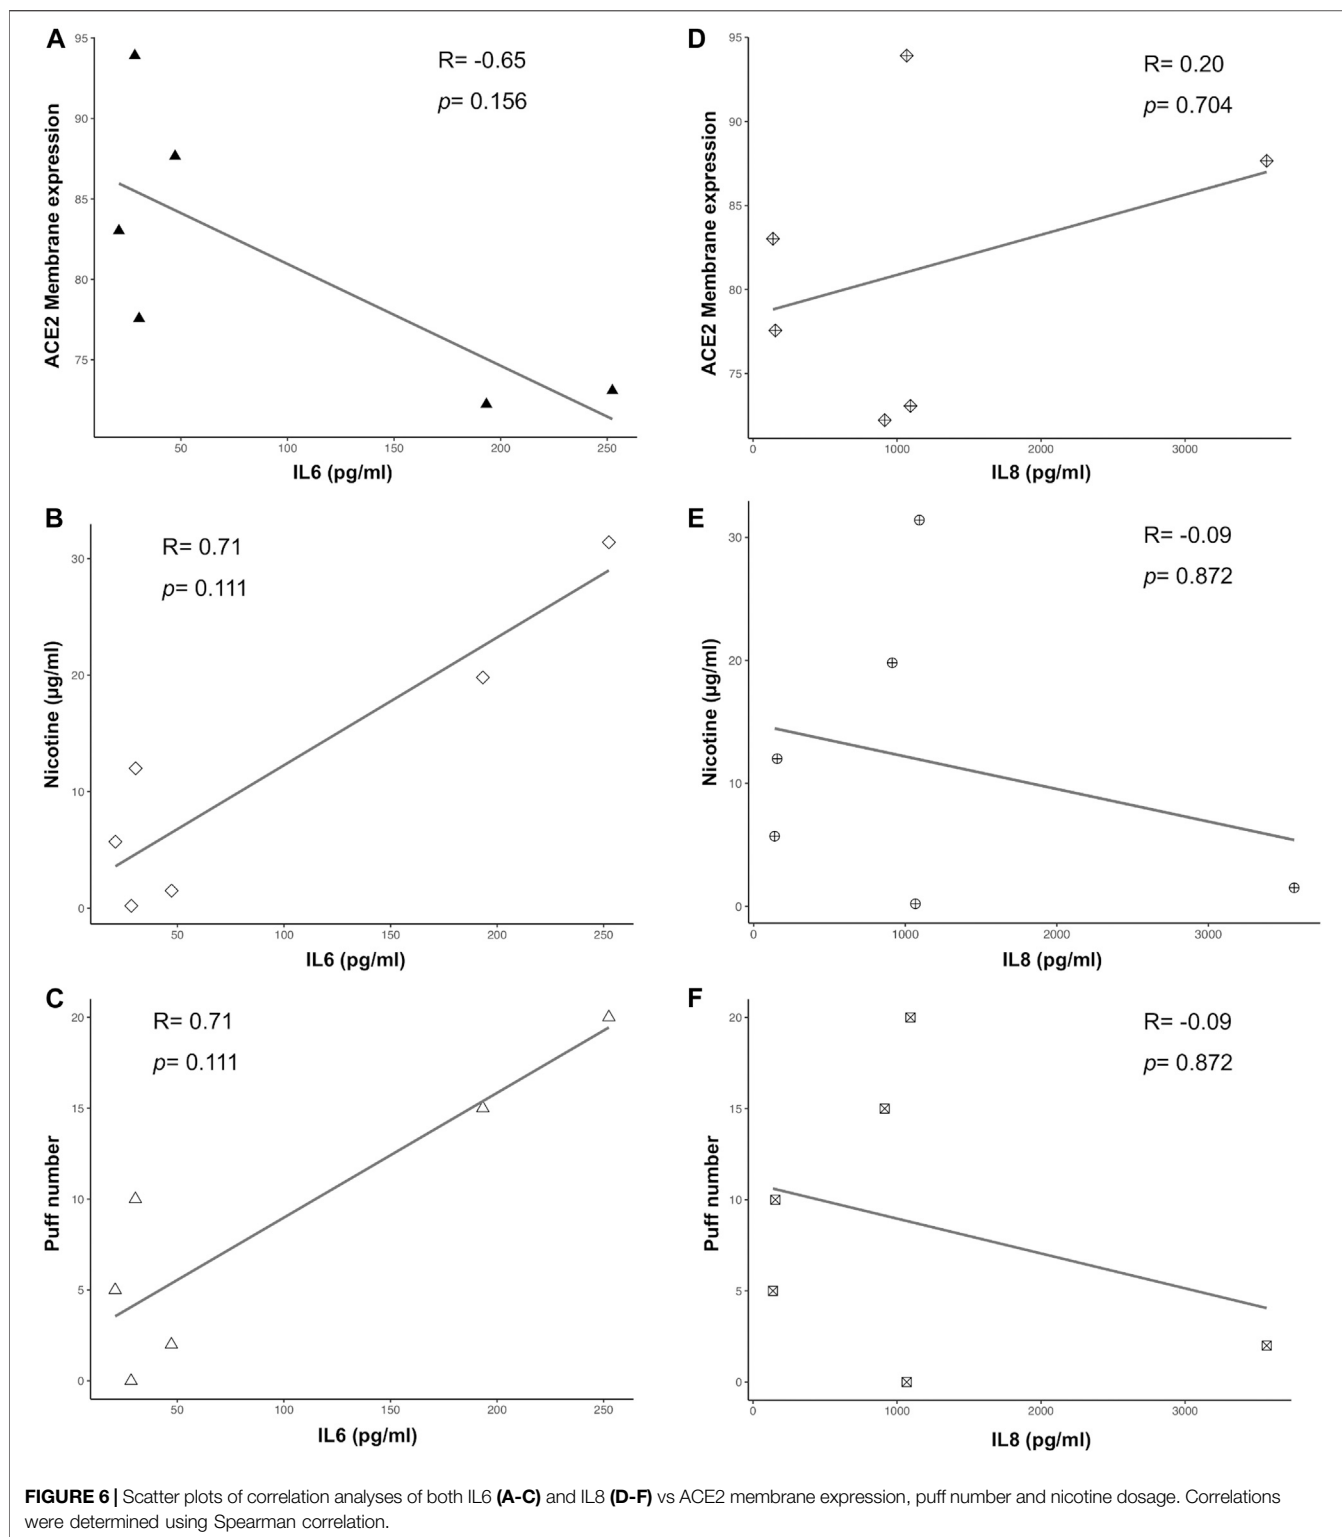 A
95
90
85
80
75
ACE2 Membrane expression
R= -0.65
p= 0.156
50
100
150
200
250
IL6 (pg/ml)
D
95
90
85
80
75
ACE2 Membrane expression
R= 0.20
p= 0.704
0
1000
2000
3000
IL8 (pg/ml)
B
30
20
10
0
Nicotine (µg/ml)
R= 0.71
p= 0.111
50
100
150
200
250
IL6 (pg/ml)
E
30
20
10
0
Nicotine (µg/ml)
R= -0.09
p= 0.872
0
1000
2000
3000
IL8 (pg/ml)
C
20
15
10
5
0
Puff number
R= 0.71
p= 0.111
50
100
150
200
250
IL6 (pg/ml)
F
20
15
10
5
0
Puff number
R= -0.09
p= 0.872
0
1000
2000
3000
IL8 (pg/ml)
FIGURE 6 | Scatter plots of correlation analyses of both IL6 (A-C) and IL8 (D-F) vs ACE2 membrane expression, puff number and nicotine dosage. Correlations
were determined using Spearman correlation.